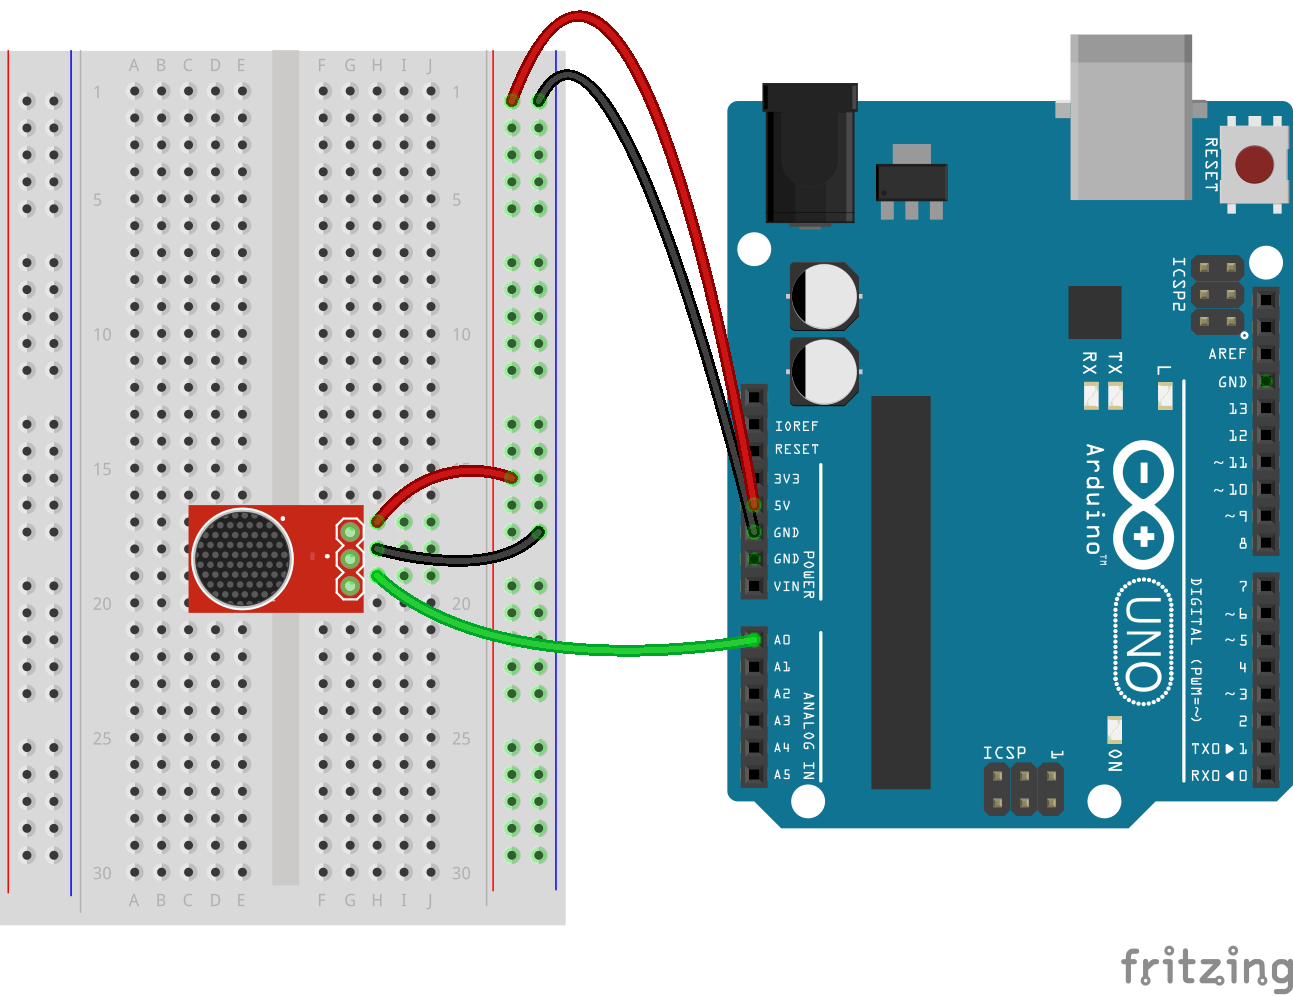 A B C D E F G H I J
1 1
5 5
10 10
15 15
20 20
25 25
30 30
A B C D E F G H I J
RESET
ICSP2
AREF
GND
13
12
~11
~10
~9
8
7
~6
~5
4
~3
2
TX0▶1
RX0◀0
DIGITAL (PWM=~)
RX TX L
Arduino™
UNO
IOREF
RESET
3V3
5V
GND
GND
VIN
POWER
A0
A1
A2
A3
A4
A5
ANALOG IN
ICSP 1
ON
fritzing